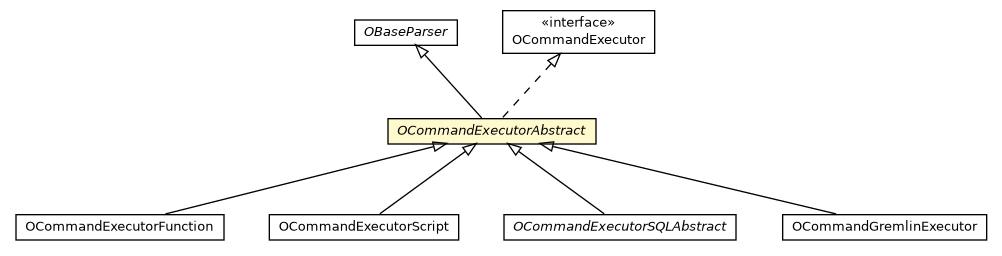 OBaseParser
«interface»
OCommandExecutor
OCommandExecutorAbstract
OCommandExecutorFunction
OCommandExecutorScript
OCommandExecutorSQLAbstract
OCommandGremlinExecutor